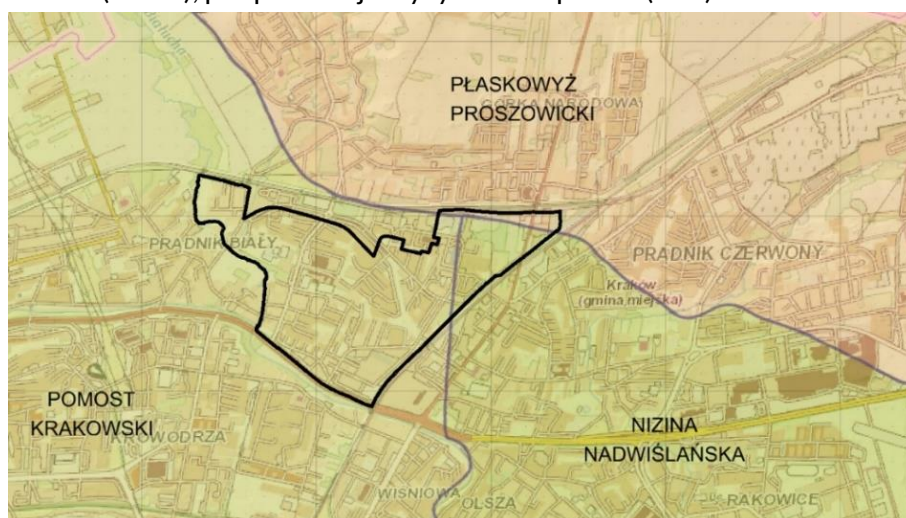 Białucha
PŁASKOWYŻ
PROSZOWICKI
GÓRKA NARODOWA
PRĄDNIK BIAŁY
PRĄDNIK CZERWONY
Kraków
(gmina miejska)
POMOST
KRAKOWSKI
KROWODRZA
NIZINA
NADWIŚLAŃSKA
WIŚNIOWA
OLSZA
RAKOWICE